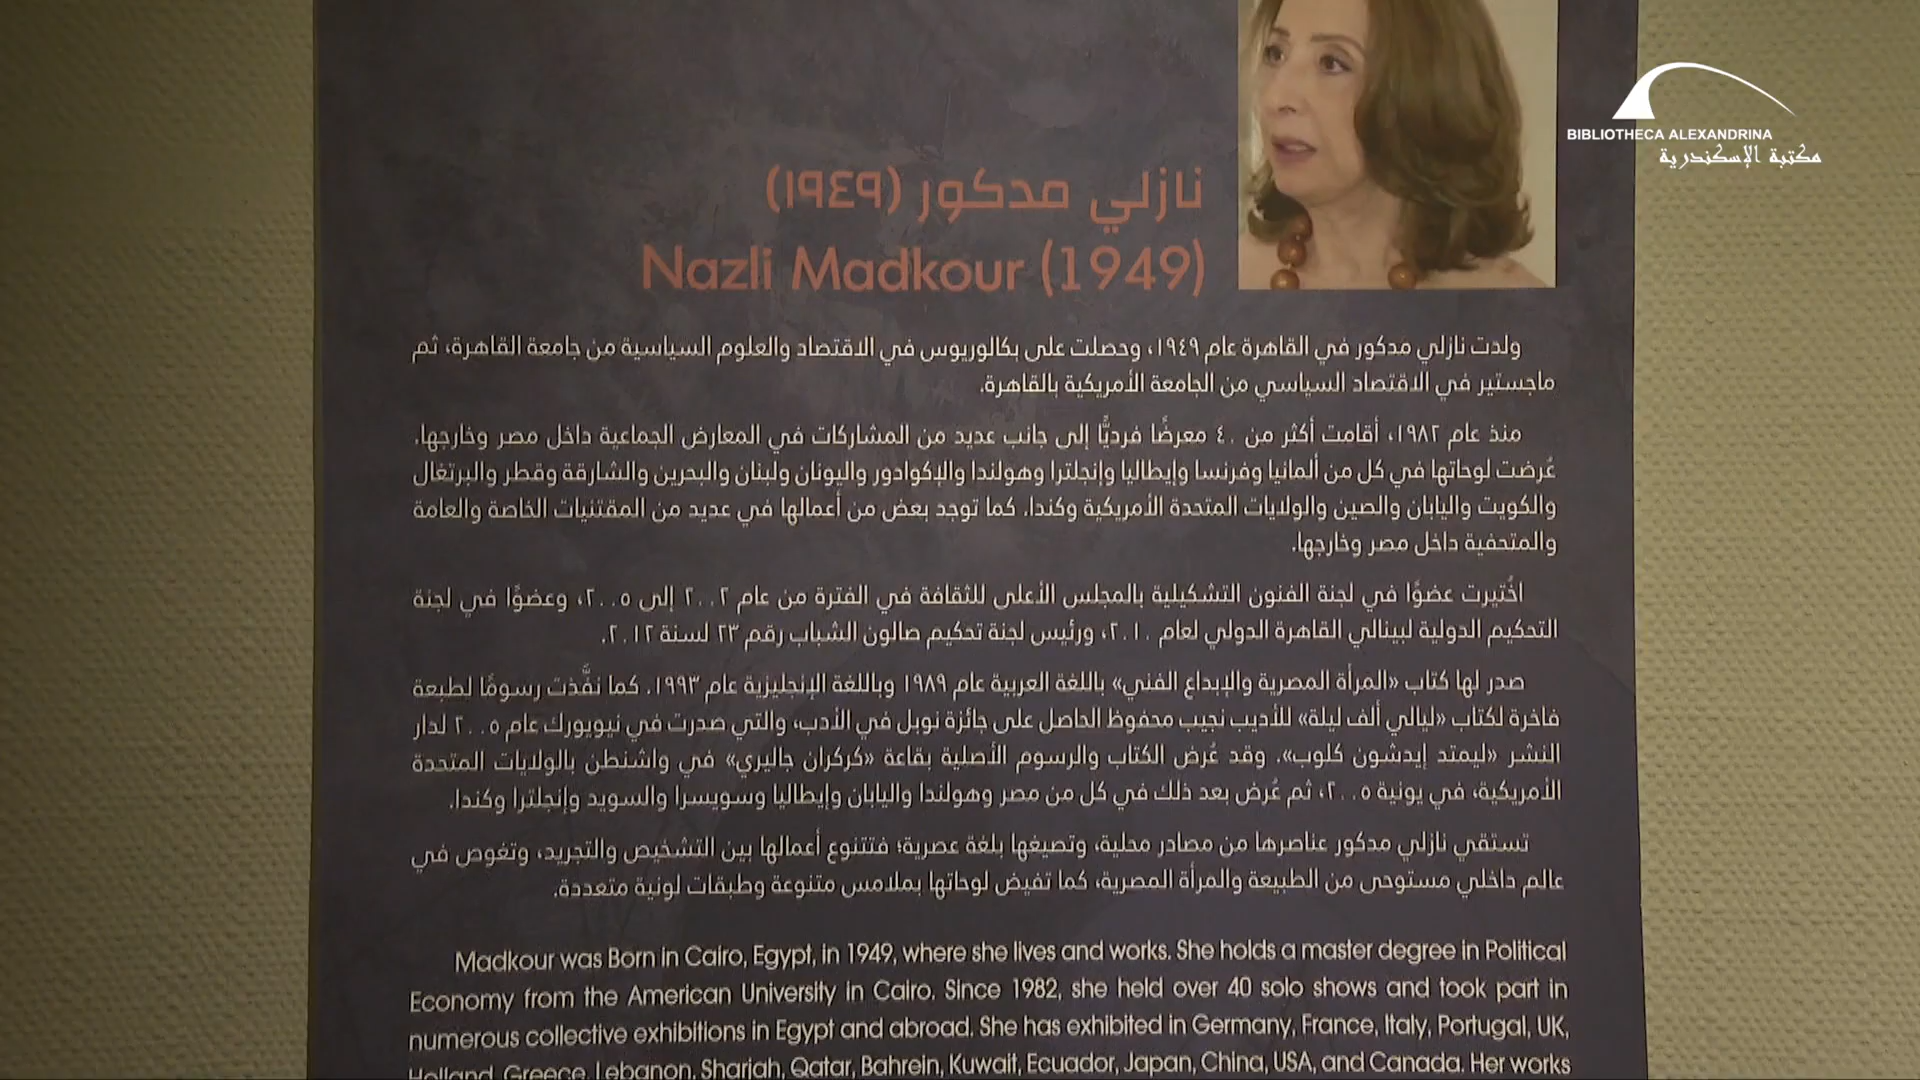 BIBLIOTHECA ALEXANDRINA
مكتبة الإسكندرية
نازلي مدكور (١٩٤٩)
Nazli Madkour (1949)
ولدت نازلي مدكور في القاهرة عام ١٩٤٩، وحصلت على بكالوريوس في الاقتصاد والعلوم السياسية من جامعة القاهرة، ثم
ماجستير في الاقتصاد السياسي من الجامعة الأمريكية بالقاهرة.
منذ عام ١٩٨٢، أقامت أكثر من ٤٠ معرضًا فرديًّا إلى جانب عديد من المشاركات في المعارض الجماعية داخل مصر وخارجها.
عُرضت لوحاتها في كل من ألمانيا وفرنسا وإيطاليا وإنجلترا وهولندا والإكوادور واليونان ولبنان والبحرين والشارقة وقطر والبرتغال
والكويت واليابان والصين والولايات المتحدة الأمريكية وكندا. كما توجد بعض من أعمالها في عديد من المقتنيات الخاصة والعامة
والمتحفية داخل مصر وخارجها.
اختُيرت عضوًا في لجنة الفنون التشكيلية بالمجلس الأعلى للثقافة في الفترة من عام ٢٠٠٢ إلى ٢٠٠٥، وعضوًا في لجنة
التحكيم الدولية لبينالي القاهرة الدولي لعام ٢٠١٠، ورئيس لجنة تحكيم صالون الشباب رقم ٢٣ لسنة ٢٠١٢.
صدر لها كتاب «المرأة المصرية والإبداع الفني» باللغة العربية عام ١٩٨٩ وباللغة الإنجليزية عام ١٩٩٣. كما نفَّذت رسومًا لطبعة
فاخرة لكتاب «ليالي ألف ليلة» للأديب نجيب محفوظ الحاصل على جائزة نوبل في الأدب، والتي صدرت في نيويورك عام ٢٠٠٥ لدار
النشر «ليمتد إيدشون كلوب». وقد عُرض الكتاب والرسوم الأصلية بقاعة «كركران جاليري» في واشنطن بالولايات المتحدة
الأمريكية، في يونية ٢٠٠٥، ثم عُرض بعد ذلك في كل من مصر وهولندا واليابان وإيطاليا وسويسرا والسويد وإنجلترا وكندا.
تستقي نازلي مدكور عناصرها من مصادر محلية، وتصيغها بلغة عصرية؛ فتتنوع أعمالها بين التشخيص والتجريد، وتغوص في
عالم داخلي مستوحى من الطبيعة والمرأة المصرية، كما تفيض لوحاتها بملامس متنوعة وطبقات لونية متعددة.
Madkour was Born in Cairo, Egypt, in 1949, where she lives and works. She holds a master degree in Political
Economy from the American University in Cairo. Since 1982, she held over 40 solo shows and took part in
numerous collective exhibitions in Egypt and abroad. She has exhibited in Germany, France, Italy, Portugal, UK,
Holland, Greece, Lebanon, Sharjah, Qatar, Bahrein, Kuwait, Ecuador, Japan, China, USA, and Canada. Her works